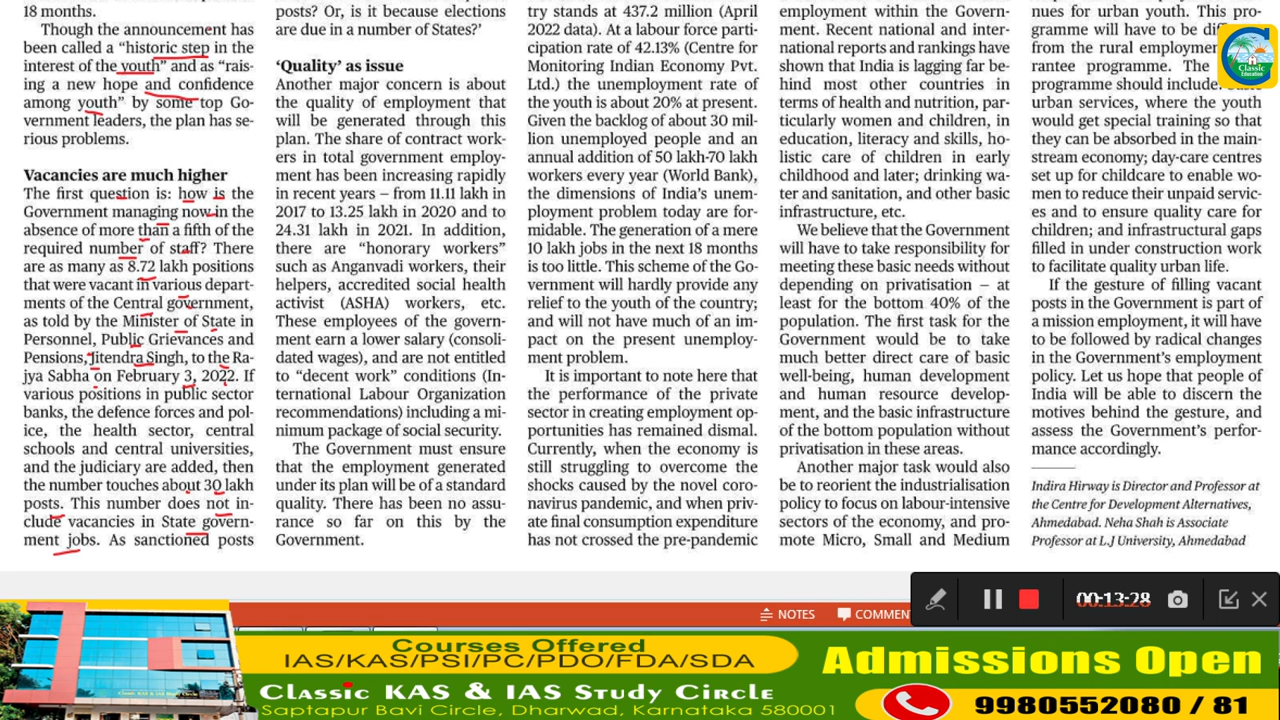 18 months.
Though the announcement has
been called a “historic step in the
interest of the youth” and as “rais-
ing a new hope and confidence
among youth” by some top Go-
vernment leaders, the plan has se-
rious problems.
Vacancies are much higher
The first question is: how is the
Government managing now in the
absence of more than a fifth of the
required number of staff? There
are as many as 8.72 lakh positions
that were vacant in various depart-
ments of the Central government,
as told by the Minister of State in
Personnel, Public Grievances and
Pensions, Jitendra Singh, to the Ra-
jya Sabha on February 3, 2022. If
various positions in public sector
banks, the defence forces and pol-
ice, the health sector, central
schools and central universities,
and the judiciary are added, then
the number touches about 30 lakh
posts. This number does not in-
clude vacancies in State govern-
ment jobs. As sanctioned posts
posts? Or, is it because elections
are due in a number of States?’
‘Quality’ as issue
Another major concern is about
the quality of employment that
will be generated through this
plan. The share of contract work-
ers in total government employ-
ment has been increasing rapidly
in recent years – from 11.11 lakh in
2017 to 13.25 lakh in 2020 and to
24.31 lakh in 2021. In addition,
there are “honorary workers”
such as Anganvadi workers, their
helpers, accredited social health
activist (ASHA) workers, etc.
These employees of the govern-
ment earn a lower salary (consoli-
dated wages), and are not entitled
to “decent work” conditions (In-
ternational Labour Organization
recommendations) including a mi-
nimum package of social security.
The Government must ensure
that the employment generated
under its plan will be of a standard
quality. There has been no assu-
rance so far on this by the
Government.
try stands at 437.2 million (April
2022 data). At a labour force parti-
cipation rate of 42.13% (Centre for
Monitoring Indian Economy Pvt.
Ltd.) the unemployment rate of
the youth is about 20% at present.
Given the backlog of about 30 mil-
lion unemployed people and an
annual addition of 50 lakh-70 lakh
workers every year (World Bank),
the dimensions of India’s unem-
ployment problem today are for-
midable. The generation of a mere
10 lakh jobs in the next 18 months
is too little. This scheme of the Go-
vernment will hardly provide any
relief to the youth of the country;
and will not have much of an im-
pact on the present unemploy-
ment problem.
It is important to note here that
the performance of the private
sector in creating employment op-
portunities has remained dismal.
Currently, when the economy is
still struggling to overcome the
shocks caused by the novel coro-
navirus pandemic, and when priv-
ate final consumption expenditure
has not crossed the pre-pandemic
employment within the Govern-
ment. Recent national and inter-
national reports and rankings have
shown that India is lagging far be-
hind most other countries in
terms of health and nutrition, par-
ticularly women and children, in
education, literacy and skills, ho-
listic care of children in early
childhood and later; drinking wa-
ter and sanitation, and other basic
infrastructure, etc.
We believe that the Government
will have to take responsibility for
meeting these basic needs without
depending on privatisation – at
least for the bottom 40% of the
population. The first task for the
Government would be to take
much better direct care of basic
well-being, human development
and human resource develop-
ment, and the basic infrastructure
of the bottom population without
privatisation in these areas.
Another major task would also
be to reorient the industrialisation
policy to focus on labour-intensive
sectors of the economy, and pro-
mote Micro, Small and Medium
nues for urban youth. This pro-
gramme will have to be
from the rural employmen
rantee programme. The
programme should include:
urban services, where the youth
would get special training so that
they can be absorbed in the main-
stream economy; day-care centres
set up for childcare to enable wo-
men to reduce their unpaid servic-
es and to ensure quality care for
children; and infrastructural gaps
filled in under construction work
to facilitate quality urban life.
If the gesture of filling vacant
posts in the Government is part of
a mission employment, it will have
to be followed by radical changes
in the Government’s employment
policy. Let us hope that people of
India will be able to discern the
motives behind the gesture, and
assess the Government’s perfor-
mance accordingly.
Indira Hirway is Director and Professor at
the Centre for Development Alternatives,
Ahmedabad. Neha Shah is Associate
Professor at L.J University, Ahmedabad
Classic
Education
NOTES
COMMEN
00:13:28
Courses Offered
IAS/KAS/PSI/PC/PDO/FDA/SDA
Classic KAS & IAS Study Circle
Saptapur Bavi Circle, Dharwad, Karnataka 580001
Admissions Open
9980552080 / 81